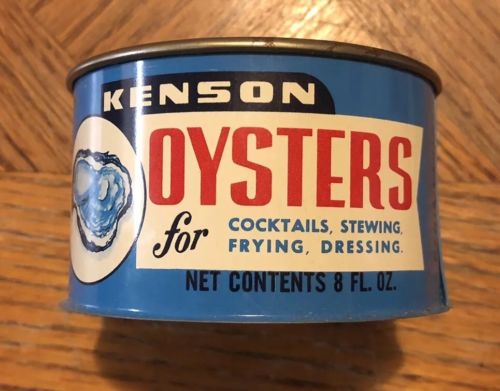 KENSON
OYSTERS
for COCKTAILS, STEWING,
FRYING, DRESSING.
NET CONTENTS 8 FL. OZ.